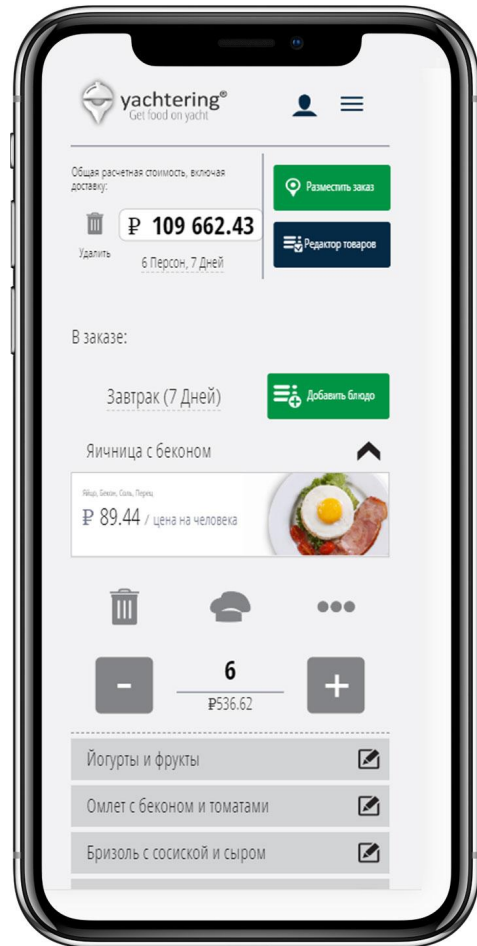 yachtering®
Get food on yacht
Общая расчетная стоимость, включая
доставку:
₽ 109 662.43
Удалить
6 Персон, 7 Дней
Разместить заказ
Редактор товаров
В заказе:
Завтрак (7 Дней)
Добавить блюдо
Яичница с беконом
Яйцо, Бекон, Соль, Перец
₽ 89.44 / цена на человека
-
6
+
₽536.62
Йогурты и фрукты
Омлет с беконом и томатами
Бризоль с сосиской и сыром